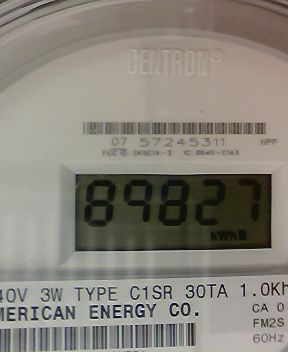 CENTRON®
07 57245311 HPP
89827
kWh
40V 3W TYPE C1SR 30TA 1.0Kh
MERICAN ENERGY CO.
CA 0
FM2S
60Hz